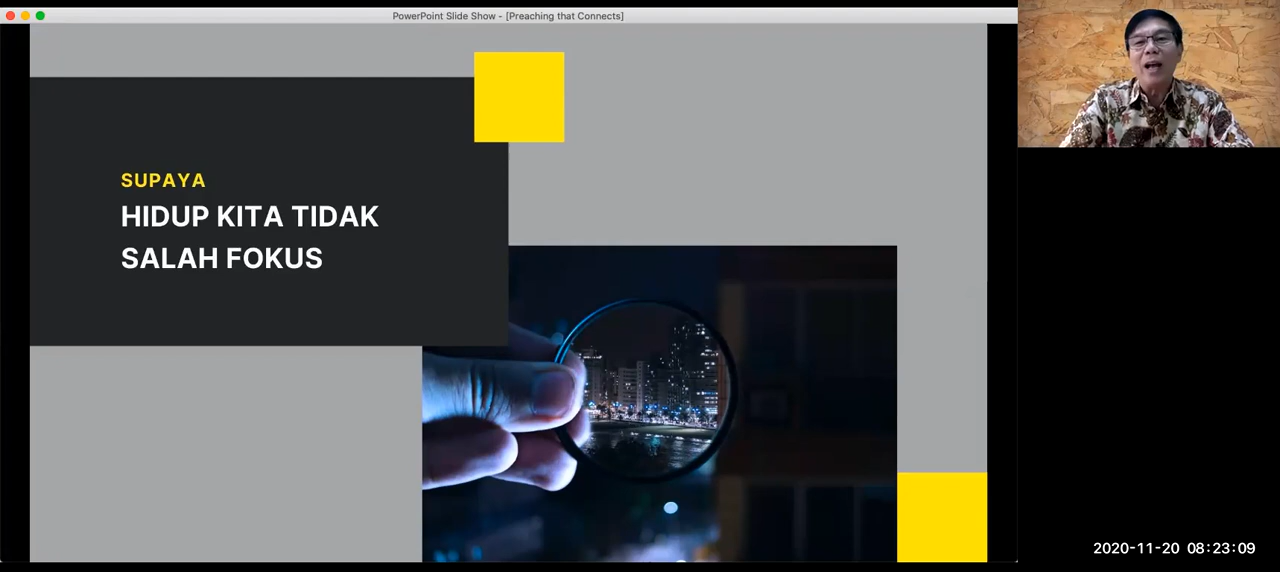 PowerPoint Slide Show - [Preaching that Connects]
SUPAYA
HIDUP KITA TIDAK
SALAH FOKUS
2020-11-20 08:23:09